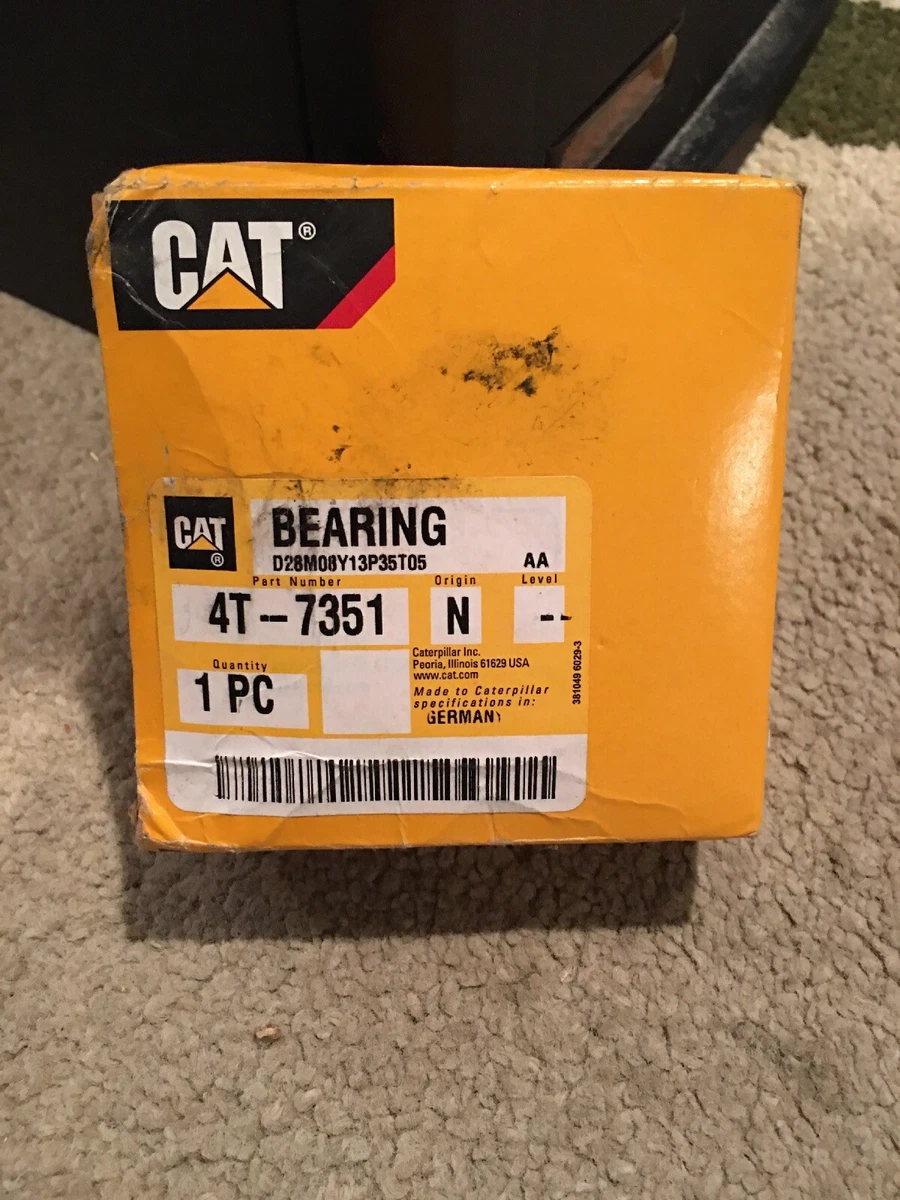 CAT®
CAT®
BEARING
D28M08Y13P35T05 AA
Part Number Origin Level
4T--7351 N --
Caterpillar Inc.
Peoria, Illinois 61629 USA
www.cat.com
Quantity
1 PC
Made to Caterpillar
specifications in:
GERMANY
381049 6029-3